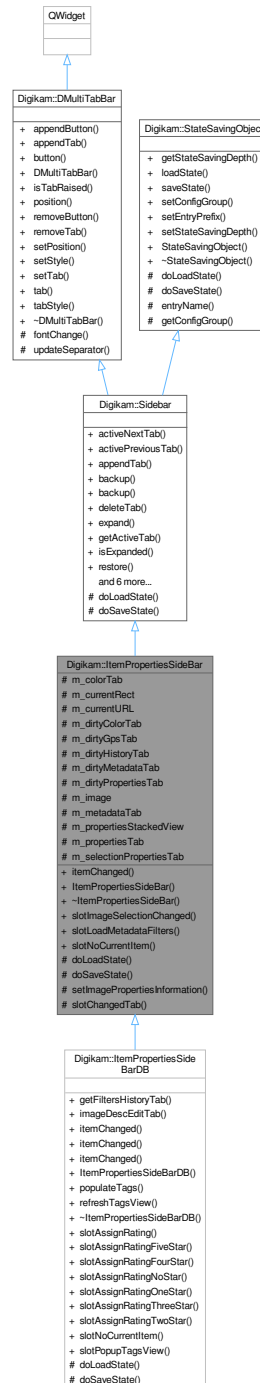 QWidget
Digikam::DMultiTabBar
+ appendButton()
+ appendTab()
+ button()
+ DMultiTabBar()
+ isTabRaised()
+ position()
+ removeButton()
+ removeTab()
+ setPosition()
+ setStyle()
+ setTab()
+ tab()
+ tabStyle()
+ ~DMultiTabBar()
# fontChange()
# updateSeparator()
Digikam::StateSavingObjec
+ getStateSavingDepth()
+ loadState()
+ saveState()
+ setConfigGroup()
+ setEntryPrefix()
+ setStateSavingDepth()
+ StateSavingObject()
+ ~StateSavingObject()
# doLoadState()
# doSaveState()
# entryName()
# getConfigGroup()
Digikam::Sidebar
+ activeNextTab()
+ activePreviousTab()
+ appendTab()
+ backup()
+ backup()
+ deleteTab()
+ expand()
+ getActiveTab()
+ isExpanded()
+ restore()
and 6 more...
# doLoadState()
# doSaveState()
Digikam::ItemPropertiesSideBar
# m_colorTab
# m_currentRect
# m_currentURL
# m_dirtyColorTab
# m_dirtyGpsTab
# m_dirtyHistoryTab
# m_dirtyMetadataTab
# m_dirtyPropertiesTab
# m_image
# m_metadataTab
# m_propertiesStackedView
# m_propertiesTab
# m_selectionPropertiesTab
+ itemChanged()
+ ItemPropertiesSideBar()
+ ~ItemPropertiesSideBar()
+ slotImageSelectionChanged()
+ slotLoadMetadataFilters()
+ slotNoCurrentItem()
# doLoadState()
# doSaveState()
# setImagePropertiesInformation()
# slotChangedTab()
Digikam::ItemPropertiesSide
BarDB
+ getFiltersHistoryTab()
+ imageDescEditTab()
+ itemChanged()
+ itemChanged()
+ itemChanged()
+ ItemPropertiesSideBarDB()
+ populateTags()
+ refreshTagsView()
+ ~ItemPropertiesSideBarDB()
+ slotAssignRating()
+ slotAssignRatingFiveStar()
+ slotAssignRatingFourStar()
+ slotAssignRatingNoStar()
+ slotAssignRatingOneStar()
+ slotAssignRatingThreeStar()
+ slotAssignRatingTwoStar()
+ slotNoCurrentItem()
+ slotPopupTagsView()
# doLoadState()
# doSaveState()